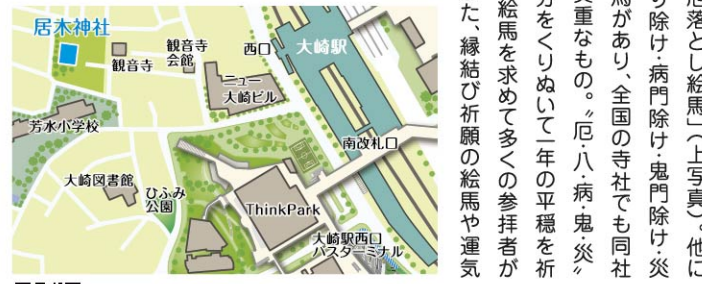 厄落とし絵馬」(上写真)。他に
り除け・病門除け・鬼門除け・災
馬があり、全国の寺社でも同社
貴重なもの。〝厄・八・病・鬼・災〟
分をくりぬいて一年の平穏を祈
絵馬を求めて多くの参拝者が
た、縁結び祈願の絵馬や運気
居木神社
観音寺
観音寺
会館
西口
大崎駅
ニュー
大崎ビル
芳水小学校
南改札口
大崎図書館
ひふみ
公園
ThinkPark
大崎駅西口
バスターミナル